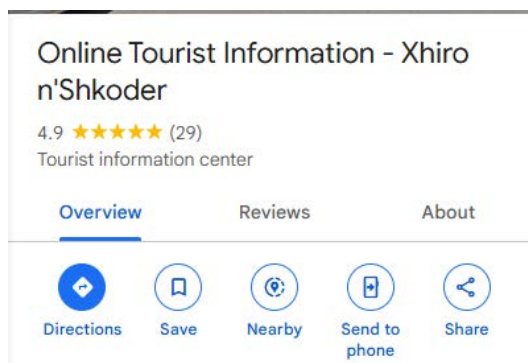 Online Tourist Information - Xhiro
n'Shkoder
4.9 ★★★★★ (29)
Tourist information center
Overview Reviews About
Directions Save Nearby Send to Share
phone